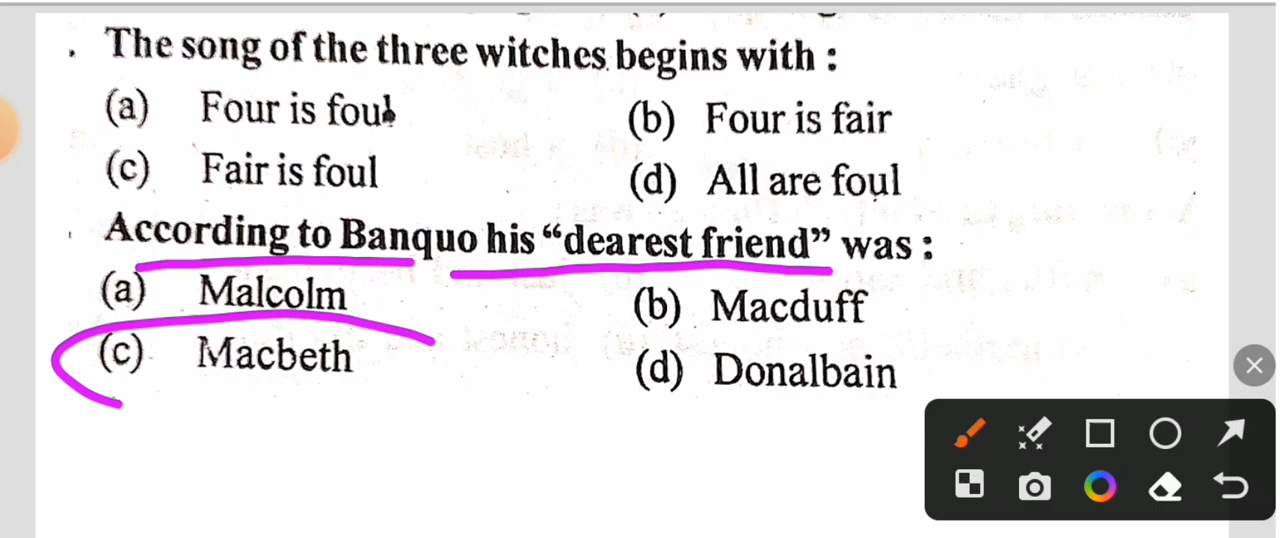 . The song of the three witches begins with :
(a) Four is foul (b) Four is fair
(c) Fair is foul (d) All are foul
. According to Banquo his “dearest friend” was :
(a) Malcolm (b) Macduff
(c) Macbeth (d) Donalbain